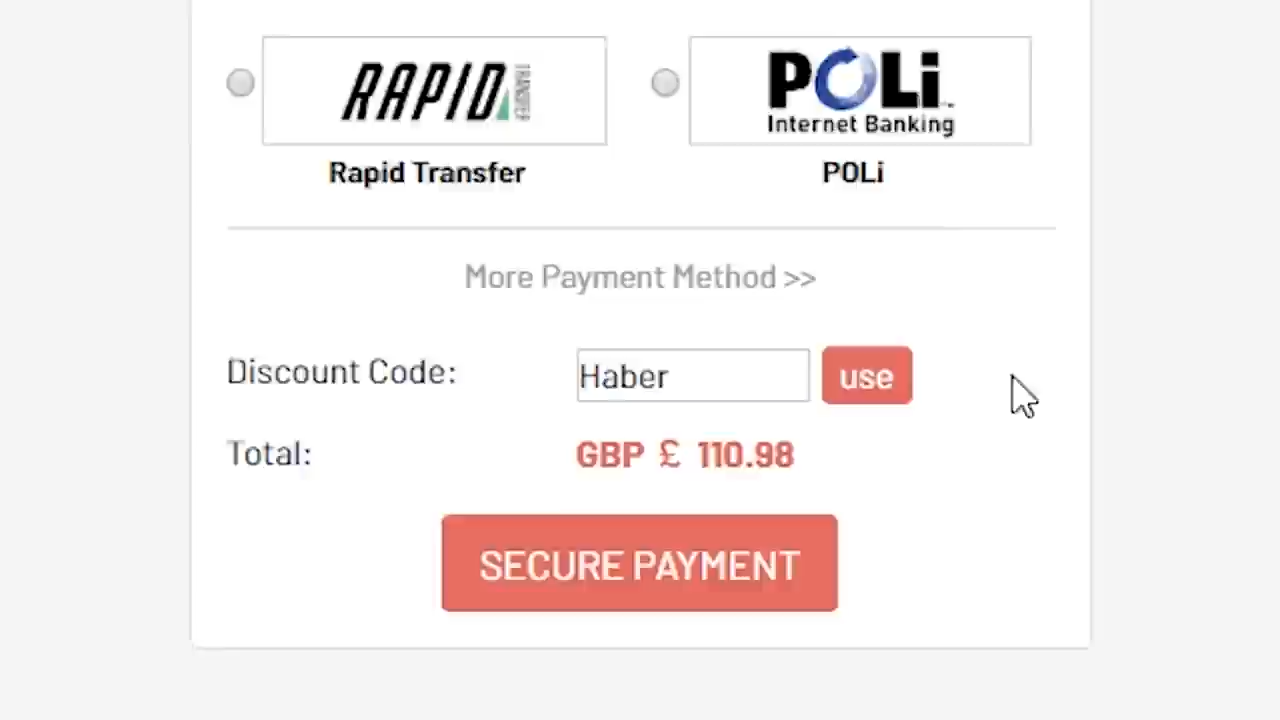 RAPID TRANSFER
POLi
Internet Banking
Rapid Transfer
POLi
More Payment Method >>
Discount Code: Haber use
Total: GBP £ 110.98
SECURE PAYMENT